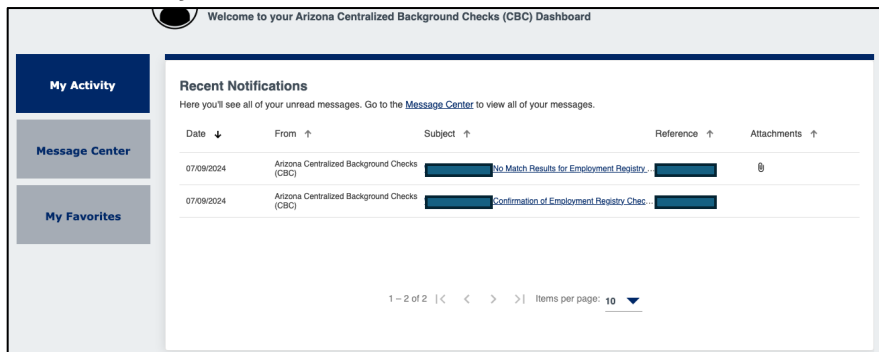 Welcome to your Arizona Centralized Background Checks (CBC) Dashboard
My Activity
Message Center
My Favorites
Recent Notifications
Here you'll see all of your unread messages. Go to the Message Center to view all of your messages.
Date ↓ From ↑ Subject ↑ Reference ↑ Attachments ↑
07/09/2024 Arizona Centralized Background Checks (CBC) No Match Results for Employment Registry ...
07/09/2024 Arizona Centralized Background Checks (CBC) Confirmation of Employment Registry Chec...
1 – 2 of 2 |< < > >| Items per page: 10